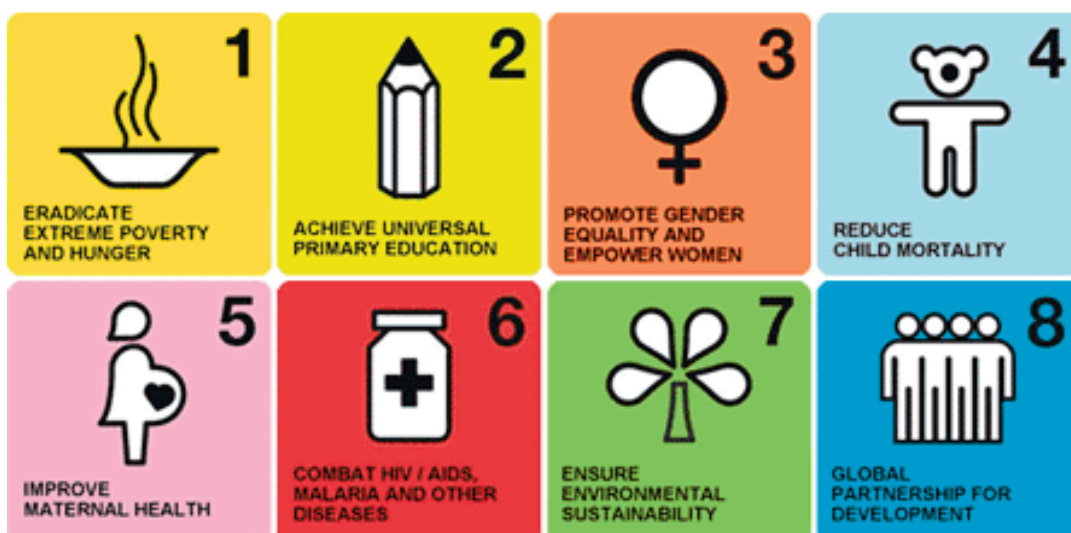 1
ERADICATE
EXTREME POVERTY
AND HUNGER
2
ACHIEVE UNIVERSAL
PRIMARY EDUCATION
3
PROMOTE GENDER
EQUALITY AND
EMPOWER WOMEN
4
REDUCE
CHILD MORTALITY
5
IMPROVE
MATERNAL HEALTH
6
COMBAT HIV / AIDS,
MALARIA AND OTHER
DISEASES
7
ENSURE
ENVIRONMENTAL
SUSTAINABILITY
8
GLOBAL
PARTNERSHIP FOR
DEVELOPMENT